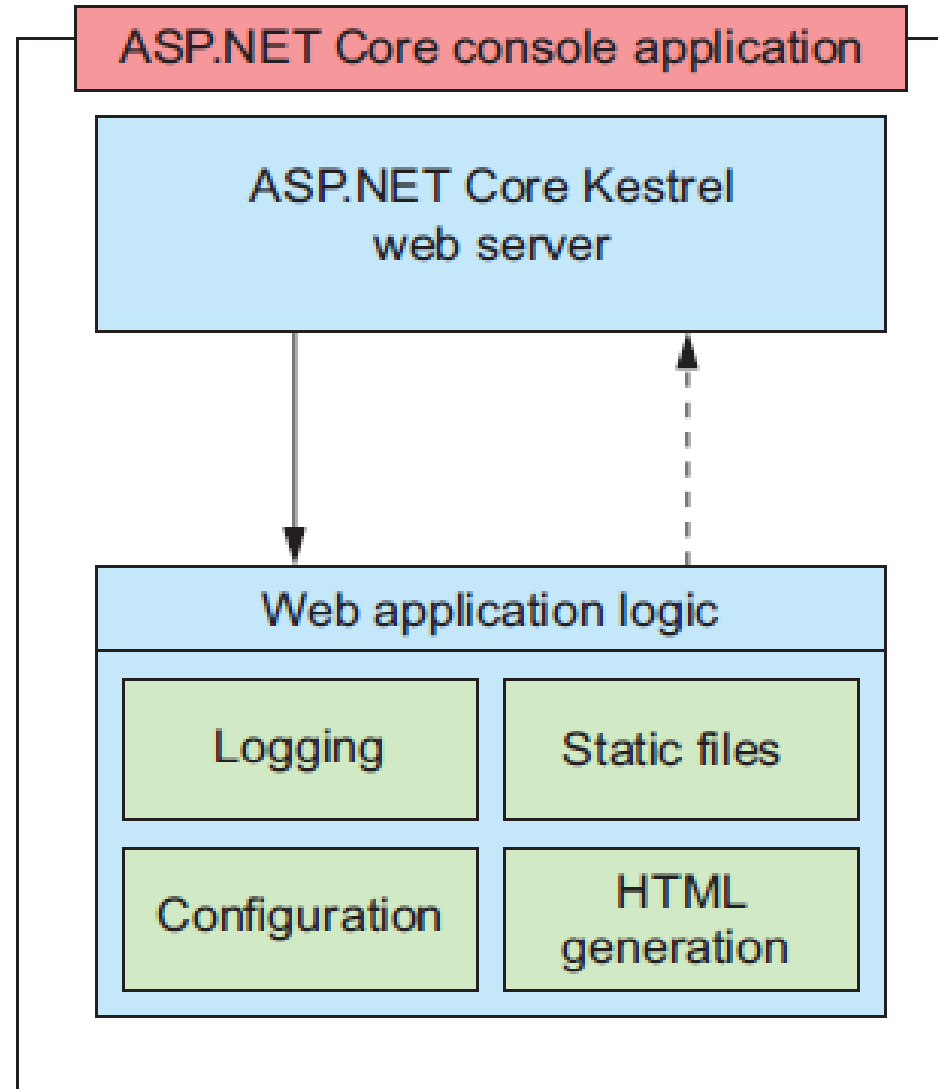 ASP.NET Core console application
ASP.NET Core Kestrel
web server
Web application logic
Logging
Static files
Configuration
HTML
generation